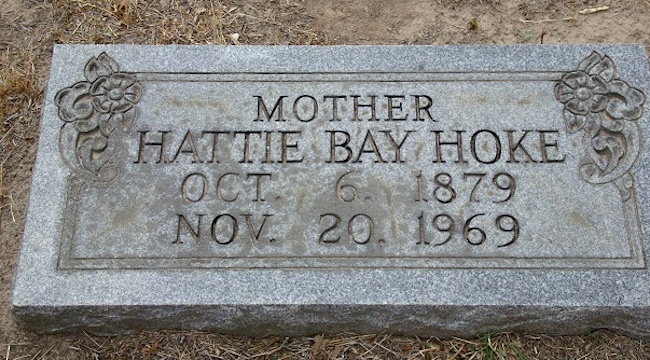 MOTHER
HATTIE BAY HOKE
OCT. 6. 1879
NOV. 20. 1969